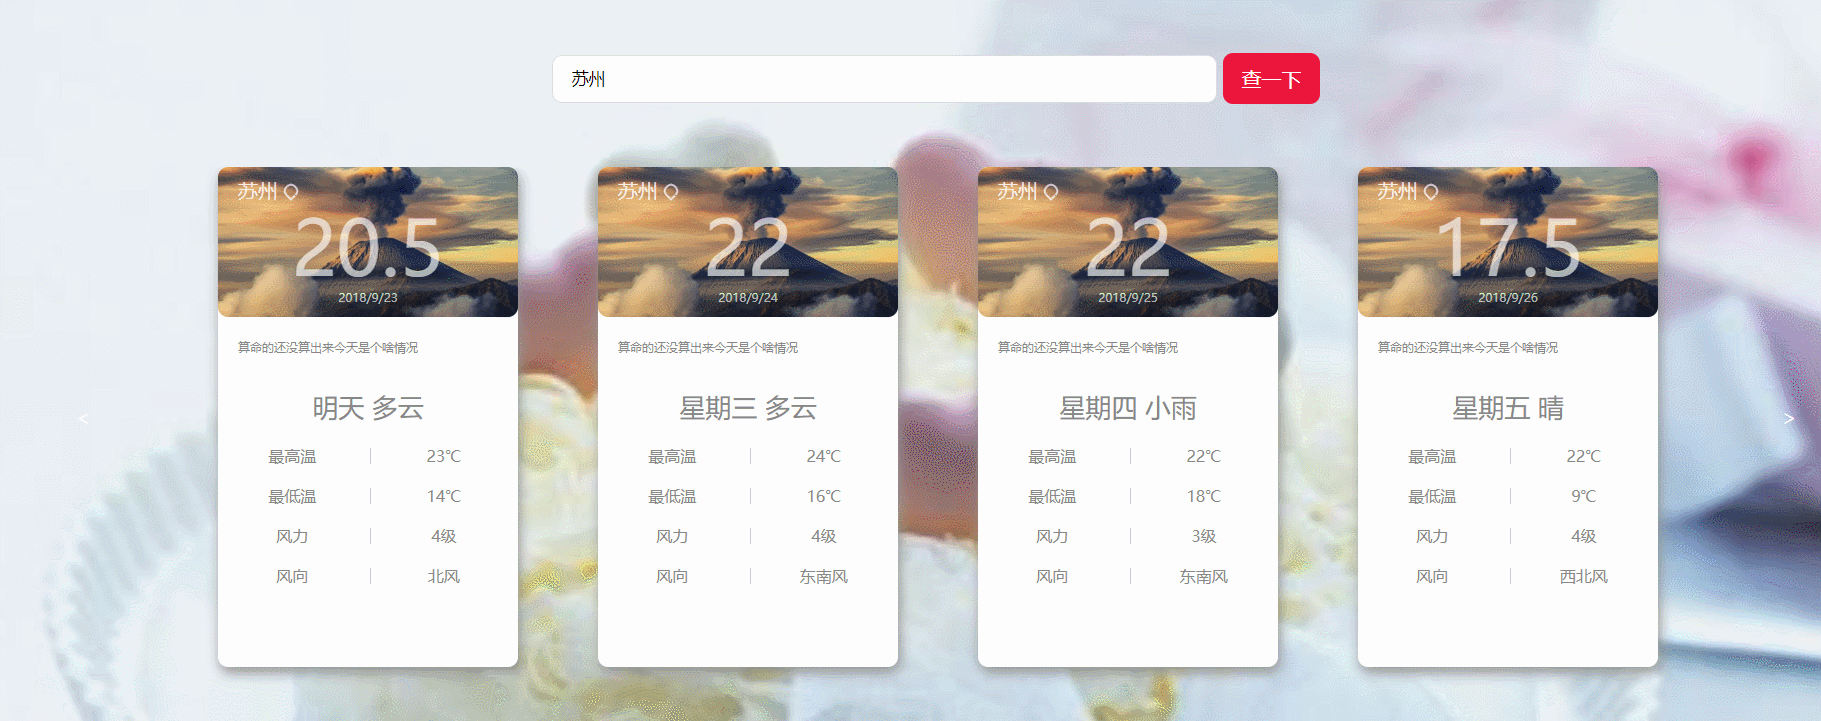 苏州
查一下
苏州
20.5
2018/9/23
算命的还没算出来今天是个啥情况
明天 多云
最高温 23℃
最低温 14℃
风力 4级
风向 北风
苏州
22
2018/9/24
算命的还没算出来今天是个啥情况
星期三 多云
最高温 24℃
最低温 16℃
风力 4级
风向 东南风
苏州
22
2018/9/25
算命的还没算出来今天是个啥情况
星期四 小雨
最高温 22℃
最低温 18℃
风力 3级
风向 东南风
苏州
17.5
2018/9/26
算命的还没算出来今天是个啥情况
星期五 晴
最高温 22℃
最低温 9℃
风力 4级
风向 西北风
<
>